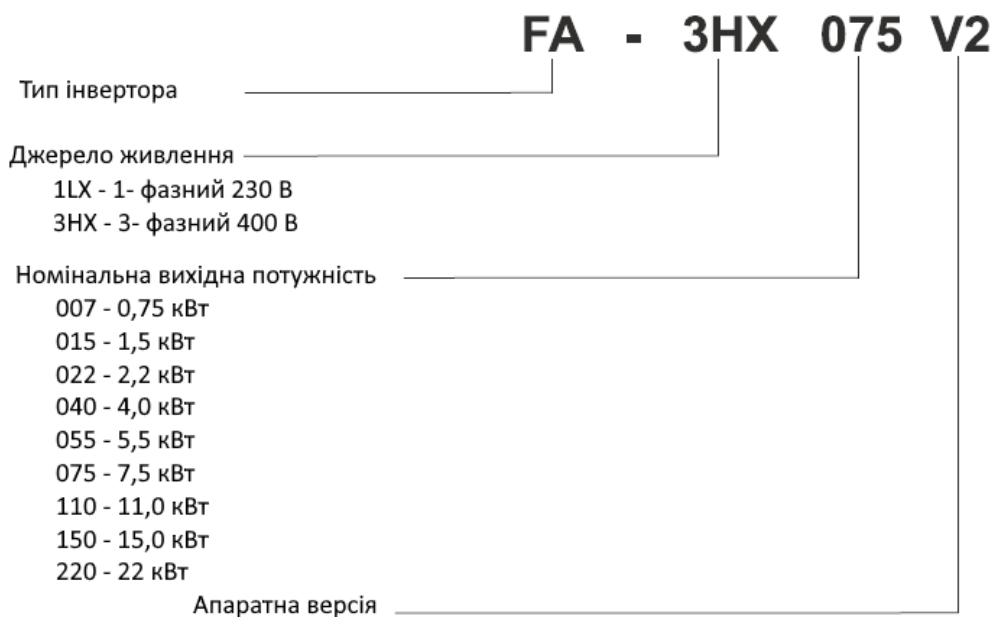 FA - 3HX 075 V2
Тип інвертора
Джерело живлення
1LX - 1- фазний 230 В
3HX - 3- фазний 400 В
Номінальна вихідна потужність
007 - 0,75 кВт
015 - 1,5 кВт
022 - 2,2 кВт
040 - 4,0 кВт
055 - 5,5 кВт
075 - 7,5 кВт
110 - 11,0 кВт
150 - 15,0 кВт
220 - 22 кВт
Апаратна версія